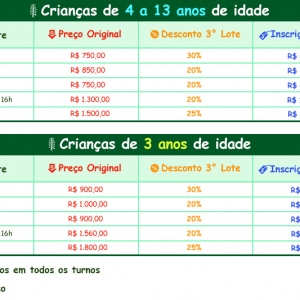 Crianças de 4 a 13 anos de idade
te Preço Original Desconto 3° Lote Inscriç
R$ 750,00 30% R$
R$ 850,00 20% R$
R$ 750,00 20% R$
16h R$ 1.300,00 20% R$
R$ 1.500,00 25% R$
Crianças de 3 anos de idade
te Preço Original Desconto 3° Lote Inscriç
R$ 900,00 30% R$
R$ 1.000,00 20% R$
R$ 900,00 20% R$
16h R$ 1.560,00 20% R$
R$ 1.800,00 25% R$
os em todos os turnos
o